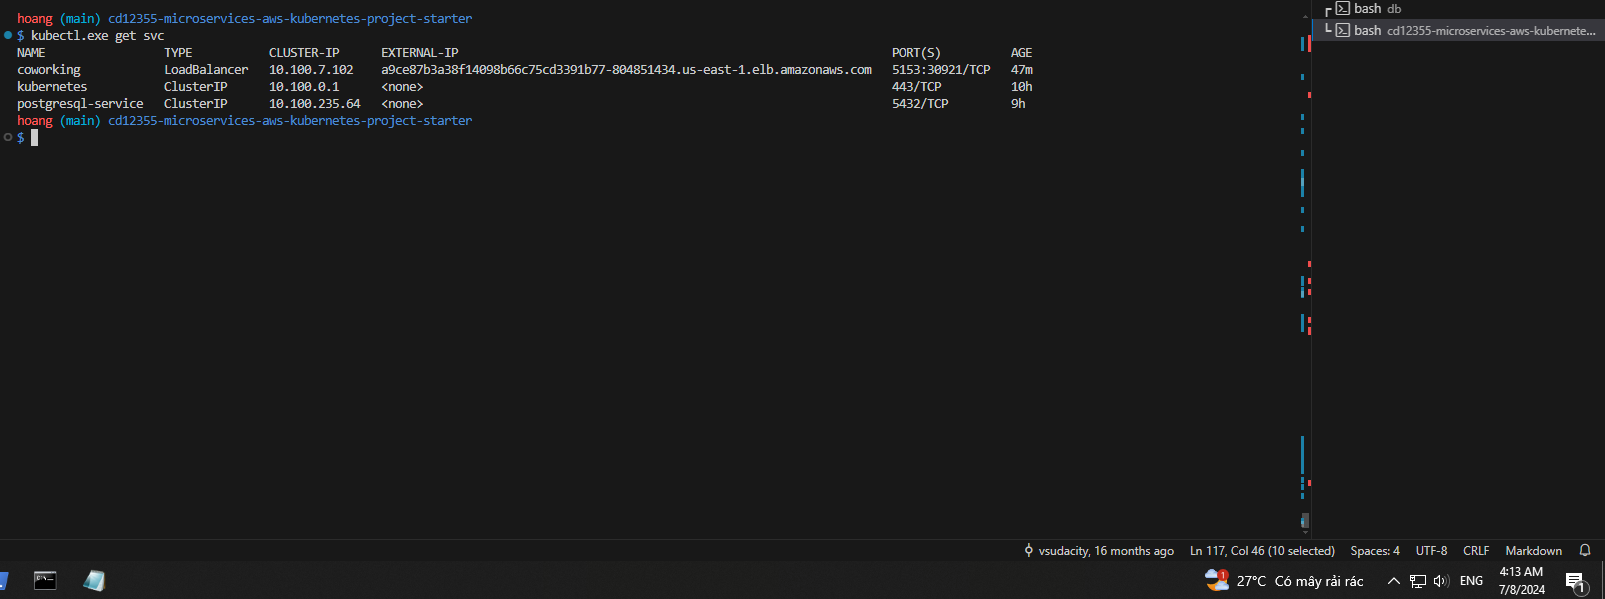 hoang (main) cd12355-microservices-aws-kubernetes-project-starter
$ kubectl.exe get svc
NAME TYPE CLUSTER-IP EXTERNAL-IP PORT(S) AGE
coworking LoadBalancer 10.100.7.102 a9ce87b3a38f14098b66c75cd3391b77-804851434.us-east-1.elb.amazonaws.com 5153:30921/TCP 47m
kubernetes ClusterIP 10.100.0.1 <none> 443/TCP 10h
postgresql-service ClusterIP 10.100.235.64 <none> 5432/TCP 9h
hoang (main) cd12355-microservices-aws-kubernetes-project-starter
$
bash db
bash cd12355-microservices-aws-kubernete...
vsudacity, 16 months ago Ln 117, Col 46 (10 selected) Spaces: 4 UTF-8 CRLF Markdown
1 27°C Có mây rải rác ENG 4:13 AM
7/8/2024 1